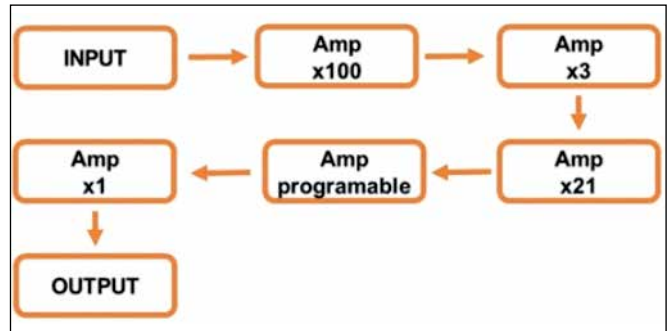 INPUT
Amp
x100
Amp
x3
Amp
x21
Amp
programable
Amp
x1
OUTPUT